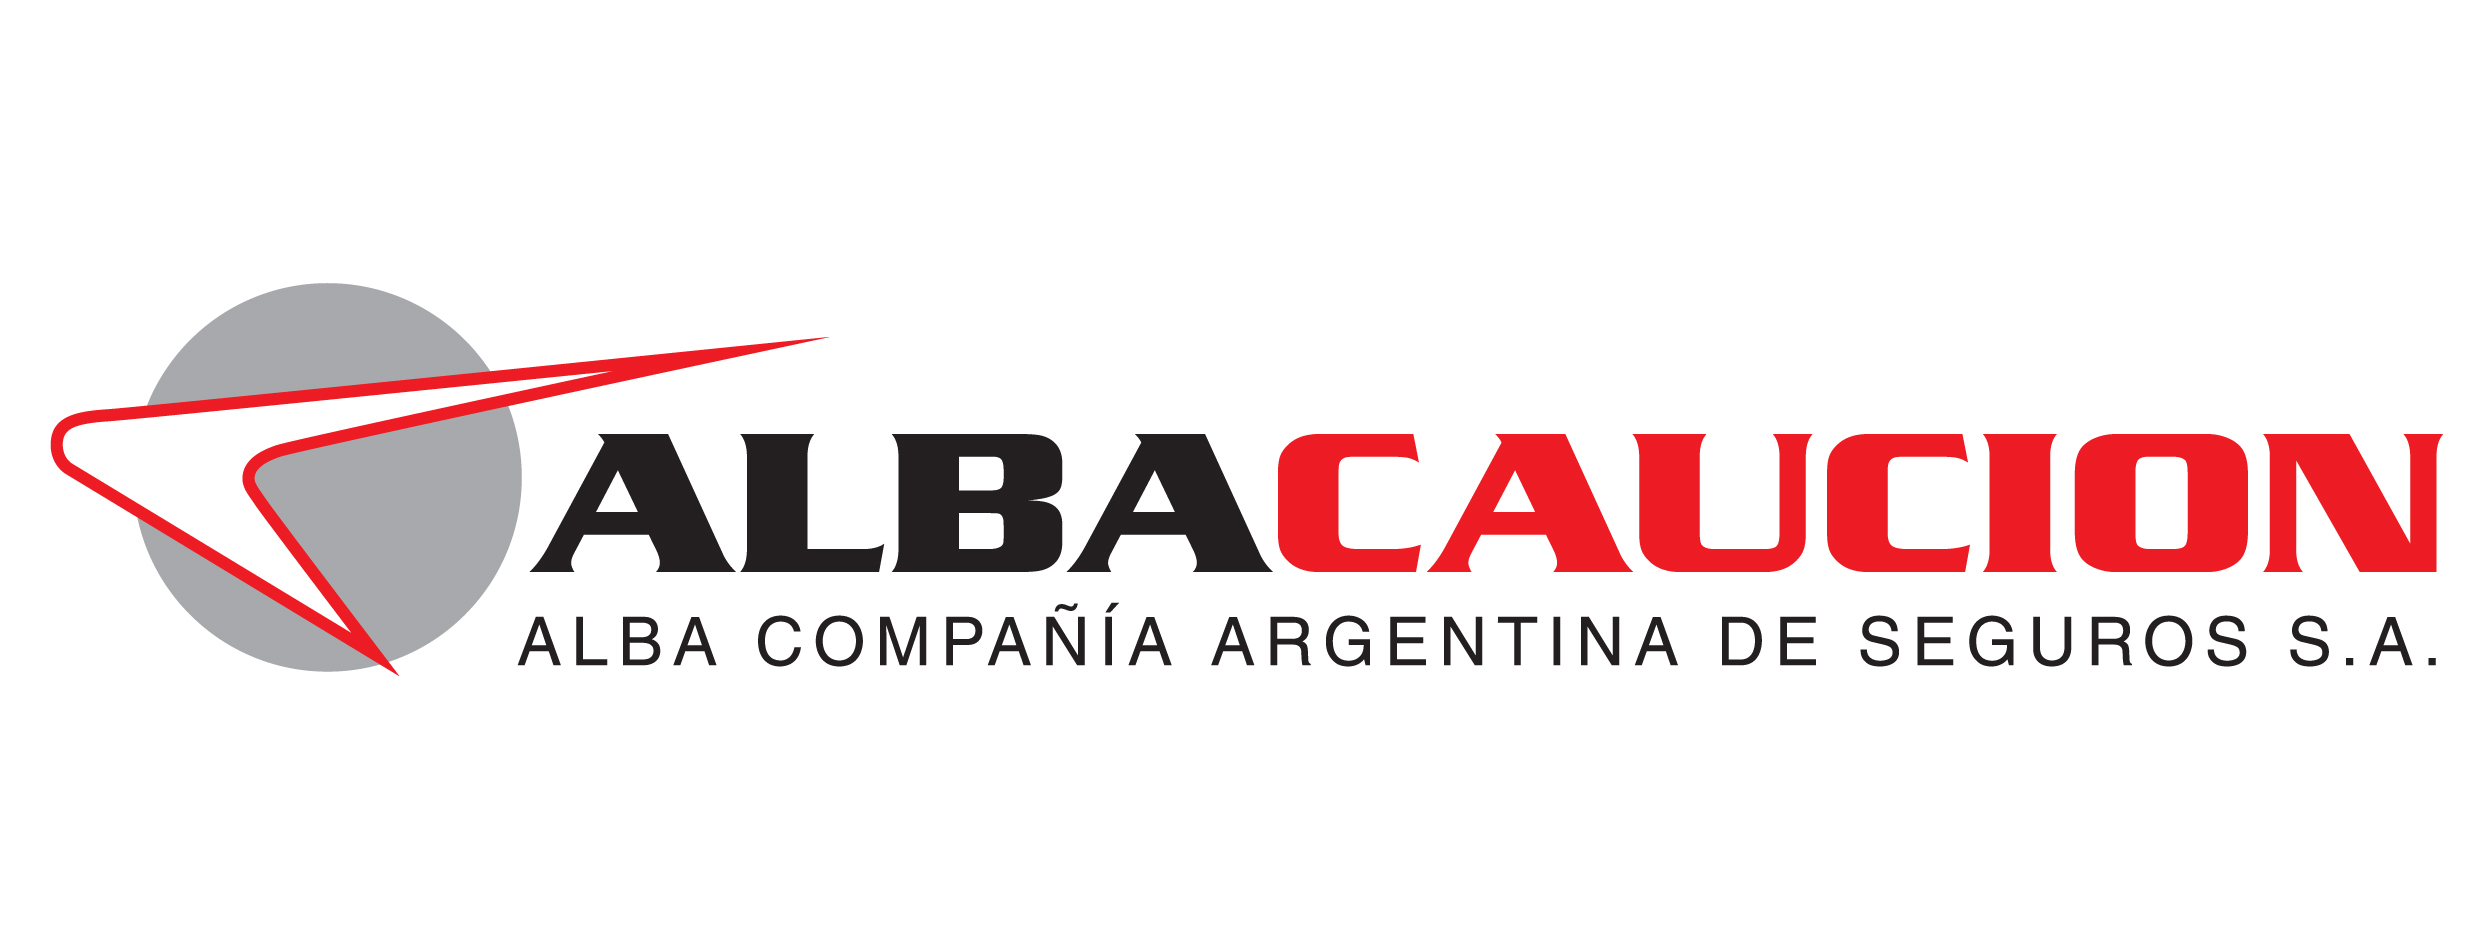 ALBACAUCION
ALBA COMPAÑÍA ARGENTINA DE SEGUROS S.A.